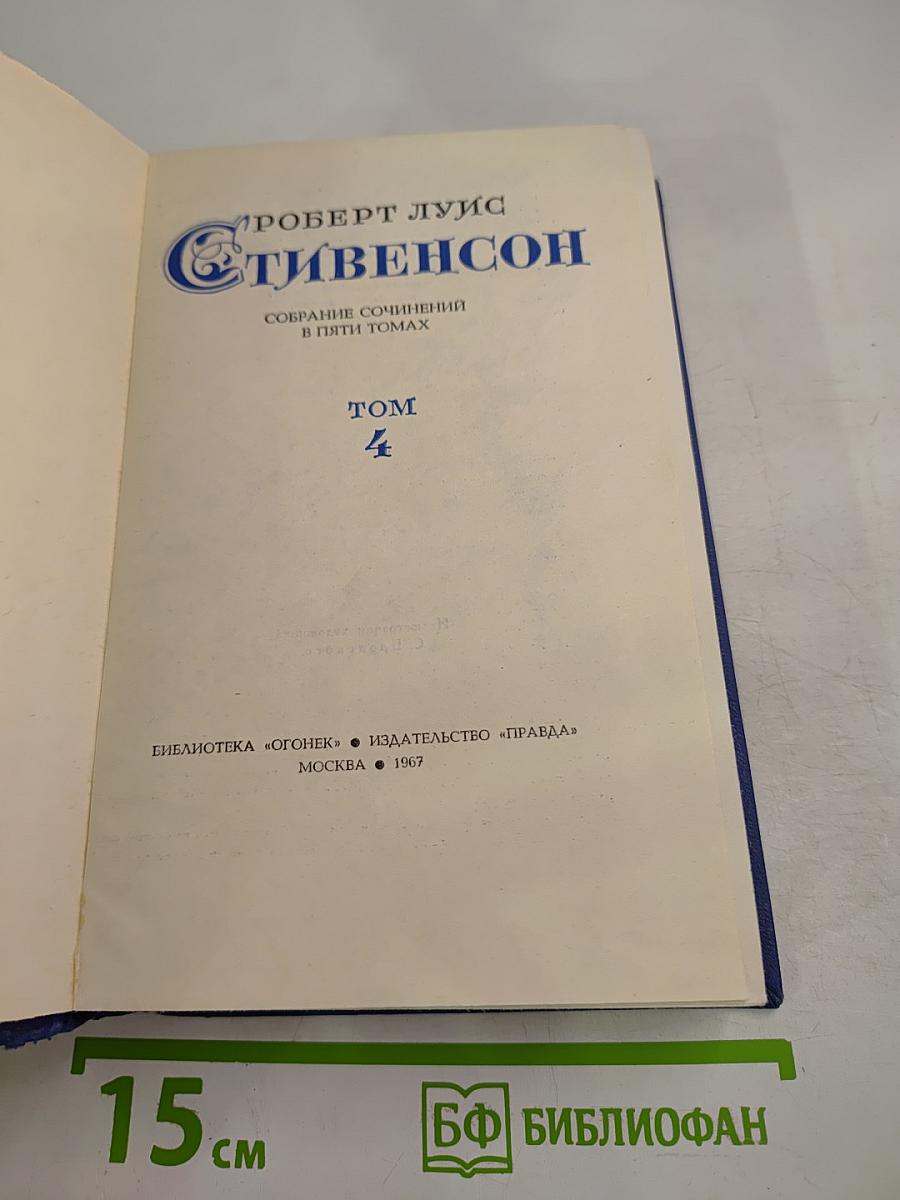 РОБЕРТ ЛУИС
СТИВЕНСОН
СОБРАНИЕ СОЧИНЕНИЙ
В ПЯТИ ТОМАХ
ТОМ
4
БИБЛИОТЕКА «ОГОНЕК» ● ИЗДАТЕЛЬСТВО «ПРАВДА»
МОСКВА ● 1967
15 см
БФ БИБЛИОФАН